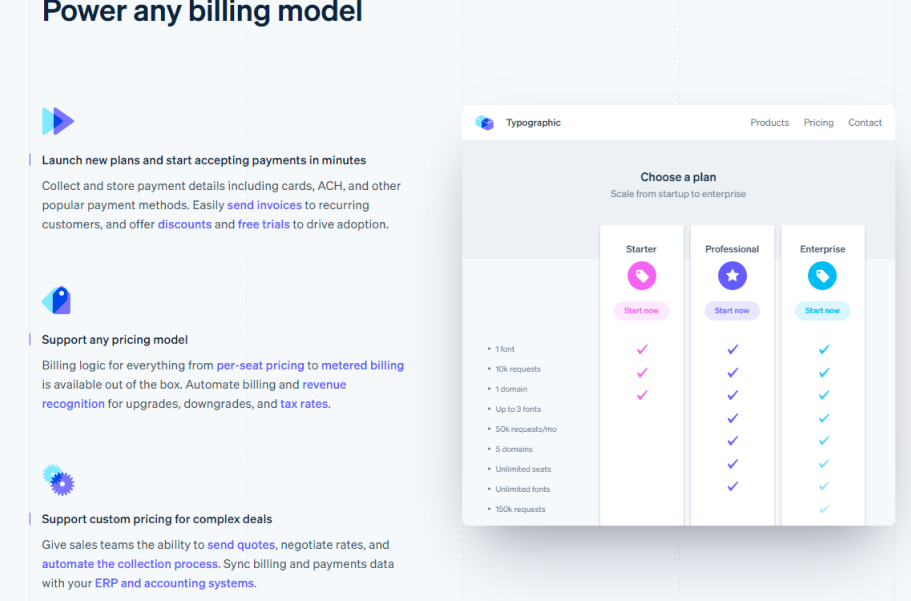 Power any billing model
Launch new plans and start accepting payments in minutes
Collect and store payment details including cards, ACH, and other
popular payment methods. Easily send invoices to recurring
customers, and offer discounts and free trials to drive adoption.
Support any pricing model
Billing logic for everything from per-seat pricing to metered billing
is available out of the box. Automate billing and revenue
recognition for upgrades, downgrades, and tax rates.
Support custom pricing for complex deals
Give sales teams the ability to send quotes, negotiate rates, and
automate the collection process. Sync billing and payments data
with your ERP and accounting systems.
Typographic
Products Pricing Contact
Choose a plan
Scale from startup to enterprise
Starter Professional Enterprise
Start now Start now Start now
• 1 font
• 10k requests
• 1 domain
• Up to 3 fonts
• 50k requests/mo
• 5 domains
• Unlimited seats
• Unlimited fonts
• 150k requests